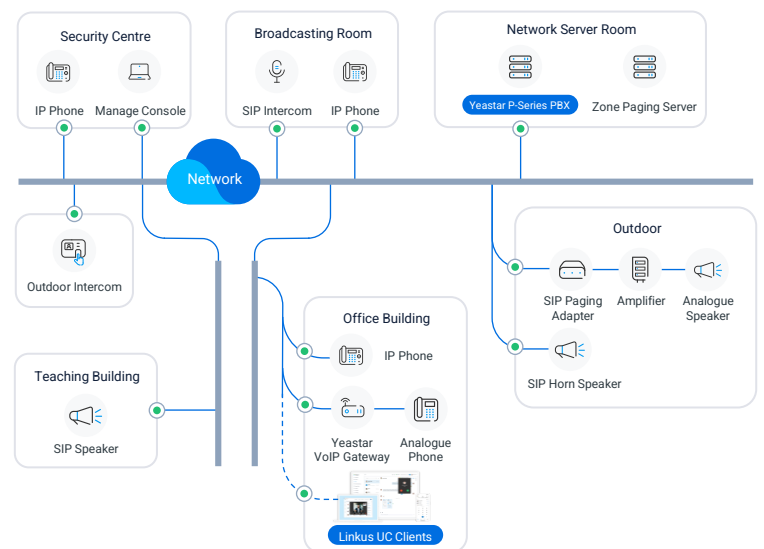 Security Centre
IP Phone
Manage Console
Broadcasting Room
SIP Intercom
IP Phone
Network Server Room
Yeastar P-Series PBX
Zone Paging Server
Network
Outdoor Intercom
Outdoor
SIP Paging
Adapter
Amplifier
Analogue
Speaker
SIP Horn Speaker
Office Building
IP Phone
Yeastar
VoIP Gateway
Analogue
Phone
Linkus UC Clients
Teaching Building
SIP Speaker